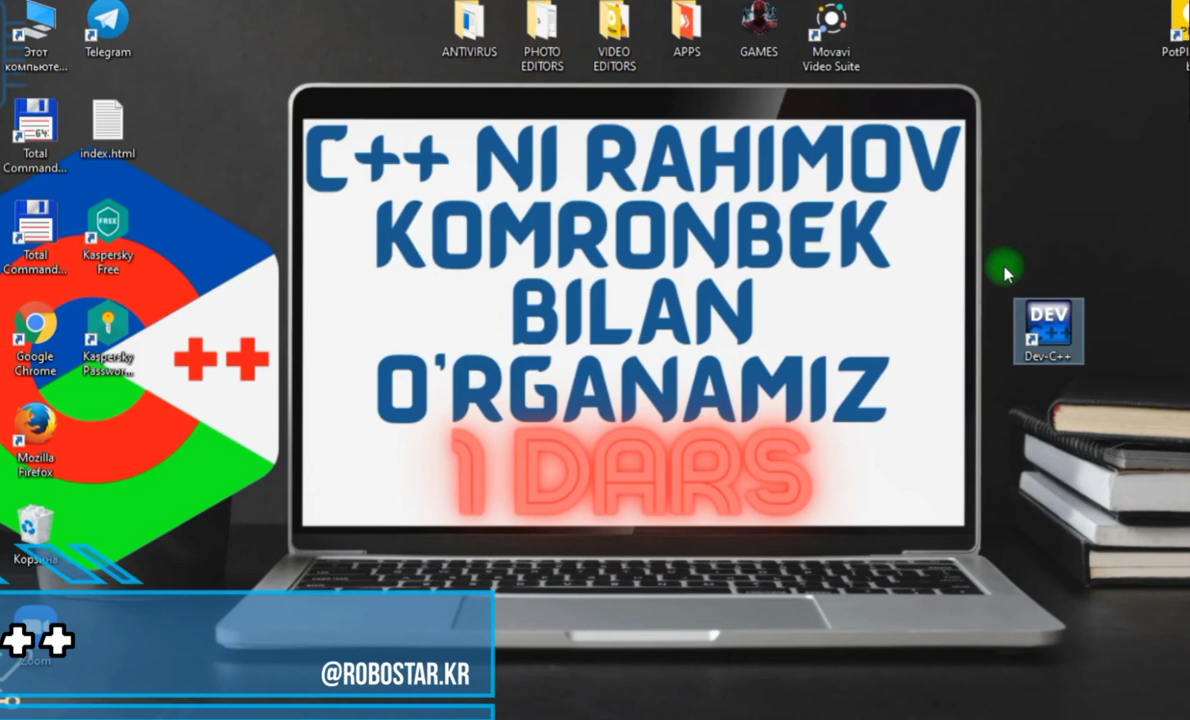 Этот
компьюте...
Telegram
ANTIVIRUS
PHOTO
EDITORS
VIDEO
EDITORS
APPS
GAMES
Movavi
Video Suite
64
Total
Command...
index.html
C++ NI RAHIMOV
KOMRONBEK
BILAN
O'RGANAMIZ
1 DARS
Total
Command...
FREE
Kaspersky
Free
Google
Chrome
Kaspersky
Passwor...
++
DEV
C++
Dev-C++
Mozilla
Firefox
Корзина
++
Zoom
@ROBOSTAR.KR